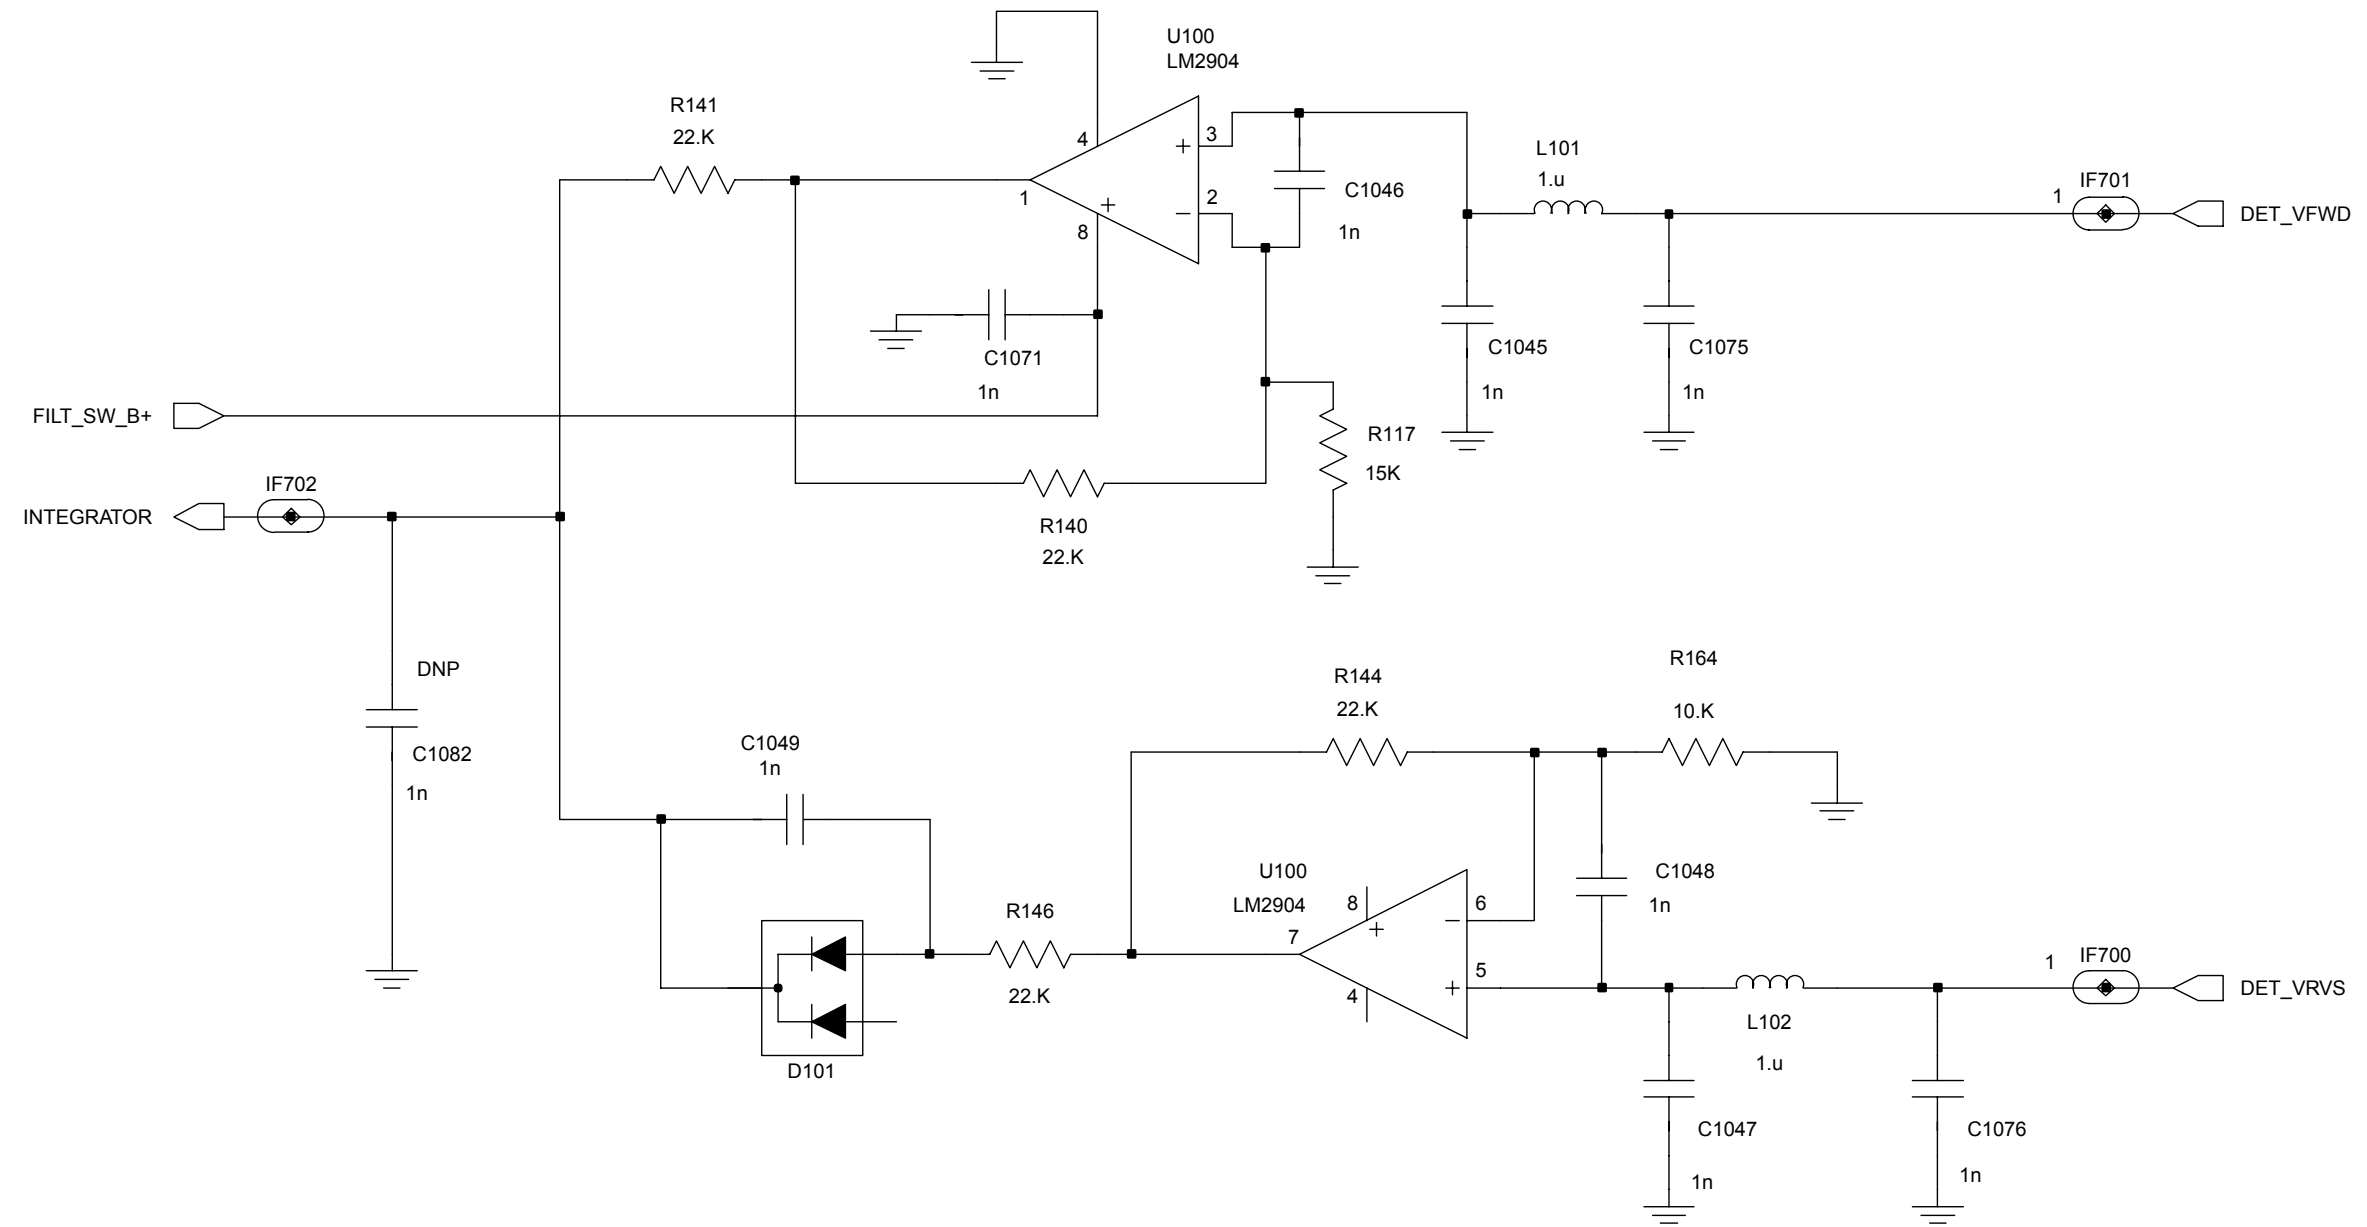 U100
LM2904
R141
22.K
4
3
+
1
2
−
+
8
C1046
1n
L101
1.u
1
IF701
DET_VFWD
C1071
1n
C1045
1n
C1075
1n
FILT_SW_B+
R117
15K
IF702
INTEGRATOR
R140
22.K
DNP
C1082
1n
R144
22.K
R164
10.K
C1049
1n
U100
LM2904
8
+
7
4
6
−
5
+
C1048
1n
R146
22.K
1
IF700
DET_VRVS
L102
1.u
D101
C1047
1n
C1076
1n